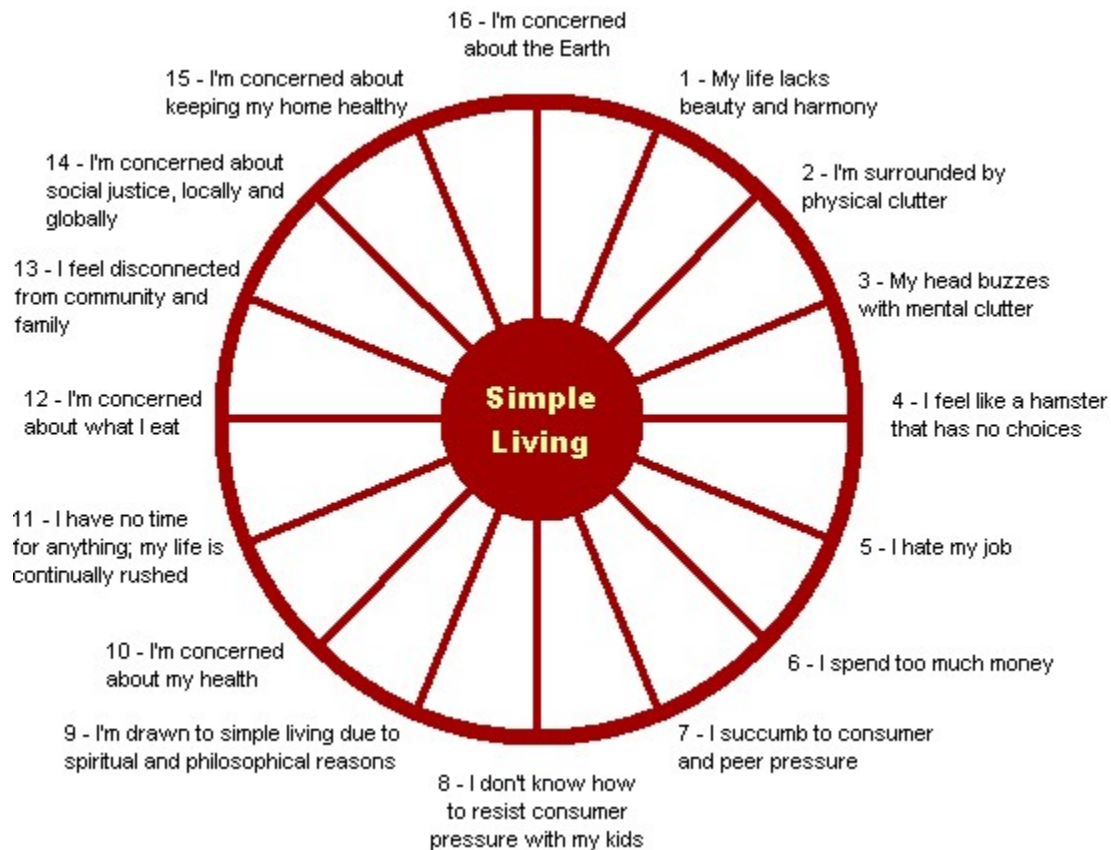 16 - I'm concerned
about the Earth
1 - My life lacks
beauty and harmony
2 - I'm surrounded by
physical clutter
3 - My head buzzes
with mental clutter
4 - I feel like a hamster
that has no choices
5 - I hate my job
6 - I spend too much money
7 - I succumb to consumer
and peer pressure
8 - I don't know how
to resist consumer
pressure with my kids
9 - I'm drawn to simple living due to
spiritual and philosophical reasons
10 - I'm concerned
about my health
11 - I have no time
for anything; my life is
continually rushed
12 - I'm concerned
about what I eat
13 - I feel disconnected
from community and
family
14 - I'm concerned about
social justice, locally and
globally
15 - I'm concerned about
keeping my home healthy
Simple
Living